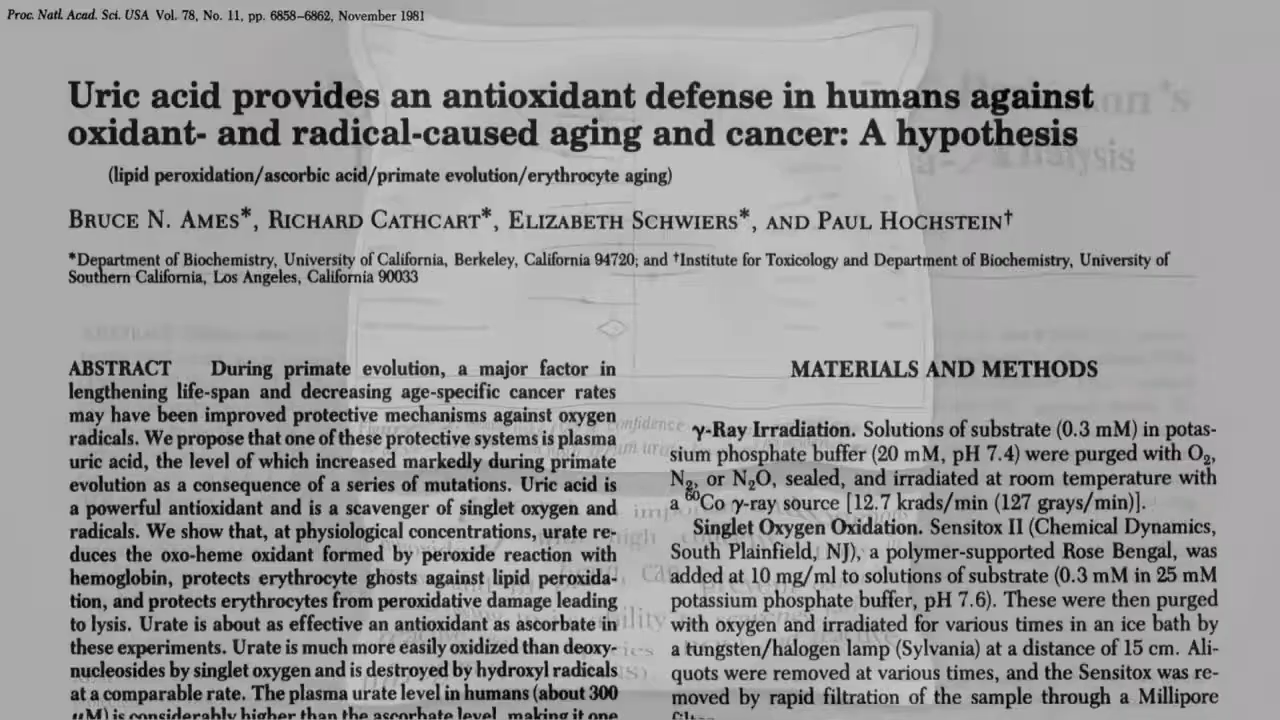 Proc. Natl. Acad. Sci. USA Vol. 78, No. 11, pp. 6858–6862, November 1981
Uric acid provides an antioxidant defense in humans against
oxidant- and radical-caused aging and cancer: A hypothesis
(lipid peroxidation/ascorbic acid/primate evolution/erythrocyte aging)
BRUCE N. AMES*, RICHARD CATHCART*, ELIZABETH SCHWIERS*, AND PAUL HOCHSTEIN†
*Department of Biochemistry, University of California, Berkeley, California 94720; and †Institute for Toxicology and Department of Biochemistry, University of
Southern California, Los Angeles, California 90033
ABSTRACT During primate evolution, a major factor in
lengthening life-span and decreasing age-specific cancer rates
may have been improved protective mechanisms against oxygen
radicals. We propose that one of these protective systems is plasma
uric acid, the level of which increased markedly during primate
evolution as a consequence of a series of mutations. Uric acid is
a powerful antioxidant and is a scavenger of singlet oxygen and
radicals. We show that, at physiological concentrations, urate re-
duces the oxo-heme oxidant formed by peroxide reaction with
hemoglobin, protects erythrocyte ghosts against lipid peroxida-
tion, and protects erythrocytes from peroxidative damage leading
to lysis. Urate is about as effective an antioxidant as ascorbate in
these experiments. Urate is much more easily oxidized than deoxy-
nucleosides by singlet oxygen and is destroyed by hydroxyl radicals
at a comparable rate. The plasma urate level in humans (about 300
μM) is considerably higher than the ascorbate level, making it one
MATERIALS AND METHODS
γ-Ray Irradiation. Solutions of substrate (0.3 mM) in potas-
sium phosphate buffer (20 mM, pH 7.4) were purged with O₂,
N₂, or N₂O, sealed, and irradiated at room temperature with
a ⁶⁰Co γ-ray source [12.7 krads/min (127 grays/min)].
Singlet Oxygen Oxidation. Sensitox II (Chemical Dynamics,
South Plainfield, NJ), a polymer-supported Rose Bengal, was
added at 10 mg/ml to solutions of substrate (0.3 mM in 25 mM
potassium phosphate buffer, pH 7.6). These were then purged
with oxygen and irradiated for various times in an ice bath by
a tungsten/halogen lamp (Sylvania) at a distance of 15 cm. Ali-
quots were removed at various times, and the Sensitox was re-
moved by rapid filtration of the sample through a Millipore